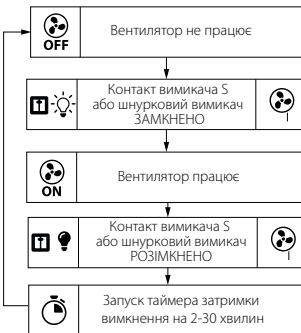 OFF
Вентилятор не працює
Контакт вимикача S
або шнурковий вимикач
ЗАМКНЕНО
ON
Вентилятор працює
Контакт вимикача S
або шнурковий вимикач
РОЗІМКНЕНО
Запуск таймера затримки
вимкнення на 2-30 хвилин